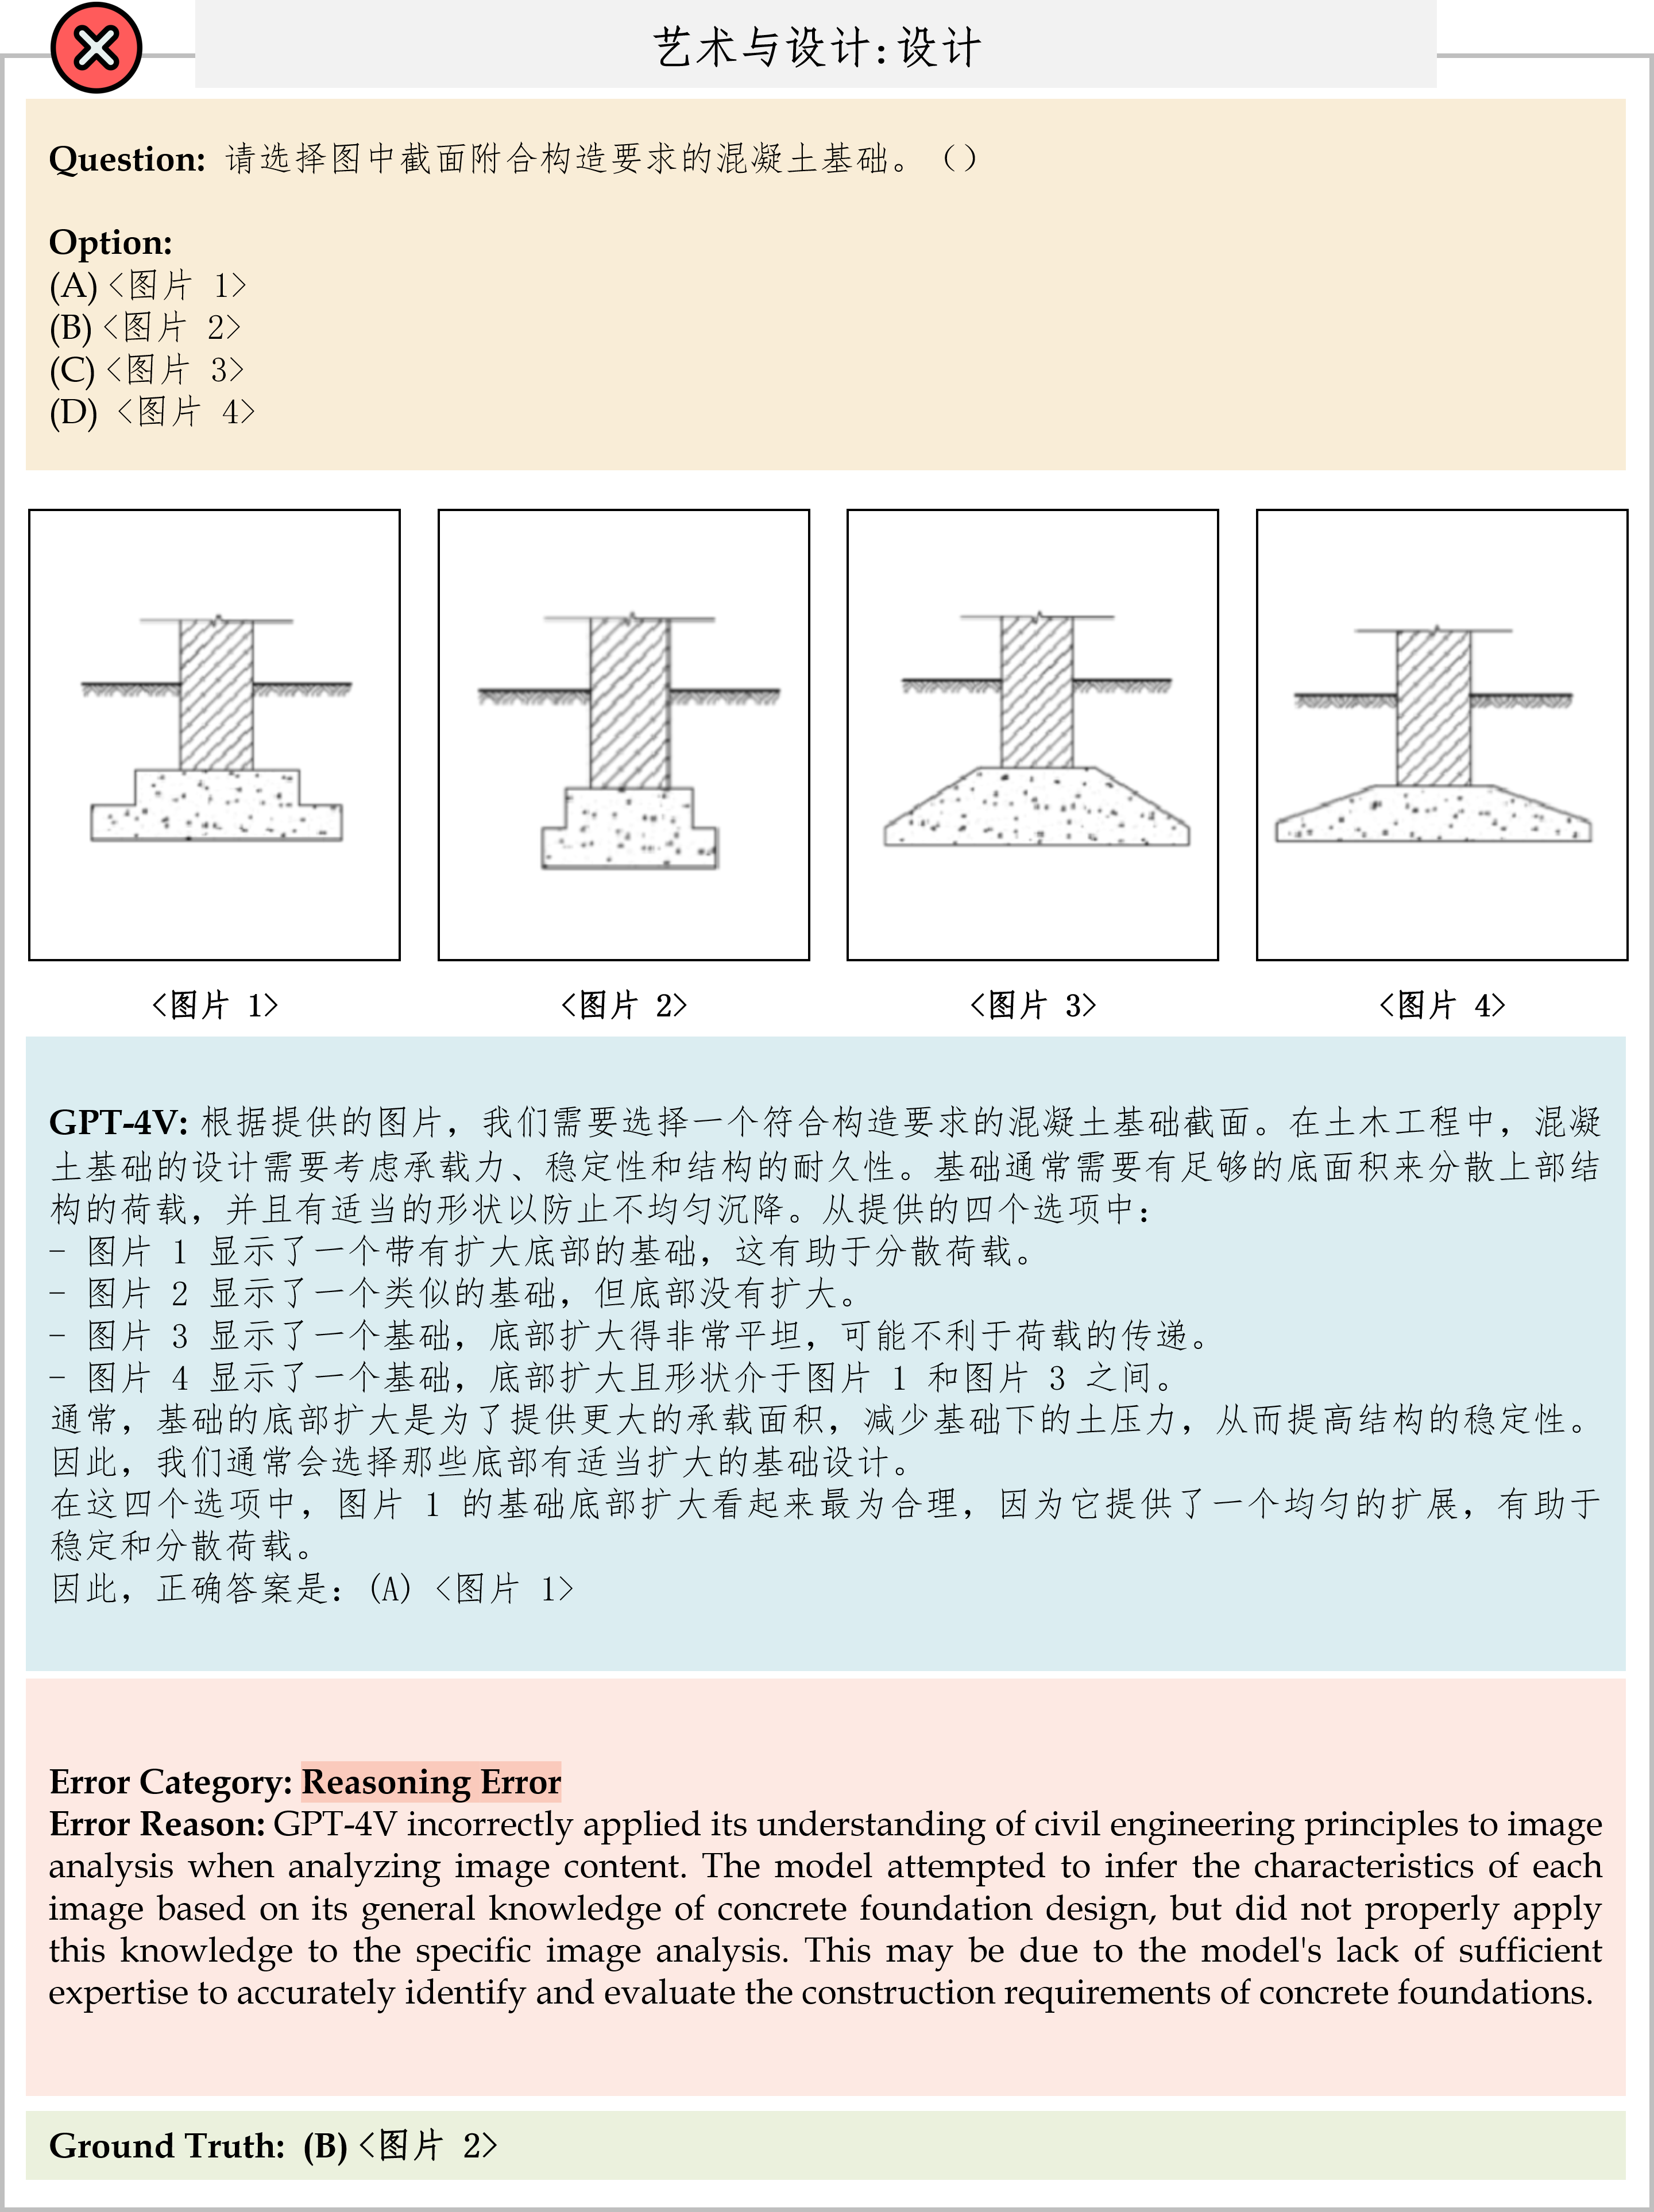 艺术与设计:设计
Question: 请选择图中截面附合构造要求的混凝土基础。（）
Option:
(A) <图片 1>
(B) <图片 2>
(C) <图片 3>
(D) <图片 4>
<图片 1>
<图片 2>
<图片 3>
<图片 4>
GPT-4V: 根据提供的图片，我们需要选择一个符合构造要求的混凝土基础截面。在土木工程中，混凝
土基础的设计需要考虑承载力、稳定性和结构的耐久性。基础通常需要有足够的底面积来分散上部结
构的荷载，并且有适当的形状以防止不均匀沉降。从提供的四个选项中：
- 图片 1 显示了一个带有扩大底部的基础，这有助于分散荷载。
- 图片 2 显示了一个类似的基础，但底部没有扩大。
- 图片 3 显示了一个基础，底部扩大得非常平坦，可能不利于荷载的传递。
- 图片 4 显示了一个基础，底部扩大且形状介于图片 1 和图片 3 之间。
通常，基础的底部扩大是为了提供更大的承载面积，减少基础下的土压力，从而提高结构的稳定性。
因此，我们通常会选择那些底部有适当扩大的基础设计。
在这四个选项中，图片 1 的基础底部扩大看起来最为合理，因为它提供了一个均匀的扩展，有助于
稳定和分散荷载。
因此，正确答案是：(A) <图片 1>
Error Category: Reasoning Error
Error Reason: GPT-4V incorrectly applied its understanding of civil engineering principles to image
analysis when analyzing image content. The model attempted to infer the characteristics of each
image based on its general knowledge of concrete foundation design, but did not properly apply
this knowledge to the specific image analysis. This may be due to the model's lack of sufficient
expertise to accurately identify and evaluate the construction requirements of concrete foundations.
Ground Truth: (B) <图片 2>